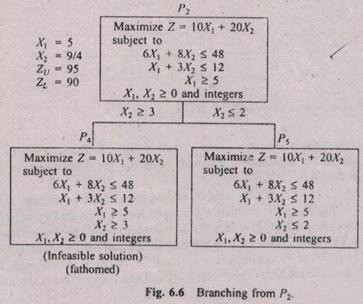 P₂
X₁ = 5
X₂ = 9/4
Z_U = 95
Z_L = 90
Maximize Z = 10X₁ + 20X₂
subject to
6X₁ + 8X₂ ≤ 48
X₁ + 3X₂ ≤ 12
X₁ ≥ 5
X₁, X₂ ≥ 0 and integers
X₂ ≥ 3
X₂ ≤ 2
P₄
Maximize Z = 10X₁ + 20X₂
subject to
6X₁ + 8X₂ ≤ 48
X₁ + 3X₂ ≤ 12
X₁ ≥ 5
X₂ ≥ 3
X₁, X₂ ≥ 0 and integers
(Infeasible solution)
(fathomed)
P₅
Maximize Z = 10X₁ + 20X₂
subject to
6X₁ + 8X₂ ≤ 48
X₁ + 3X₂ ≤ 12
X₁ ≥ 5
X₂ ≤ 2
X₁, X₂ ≥ 0 and integers
Fig. 6.6 Branching from P₂.